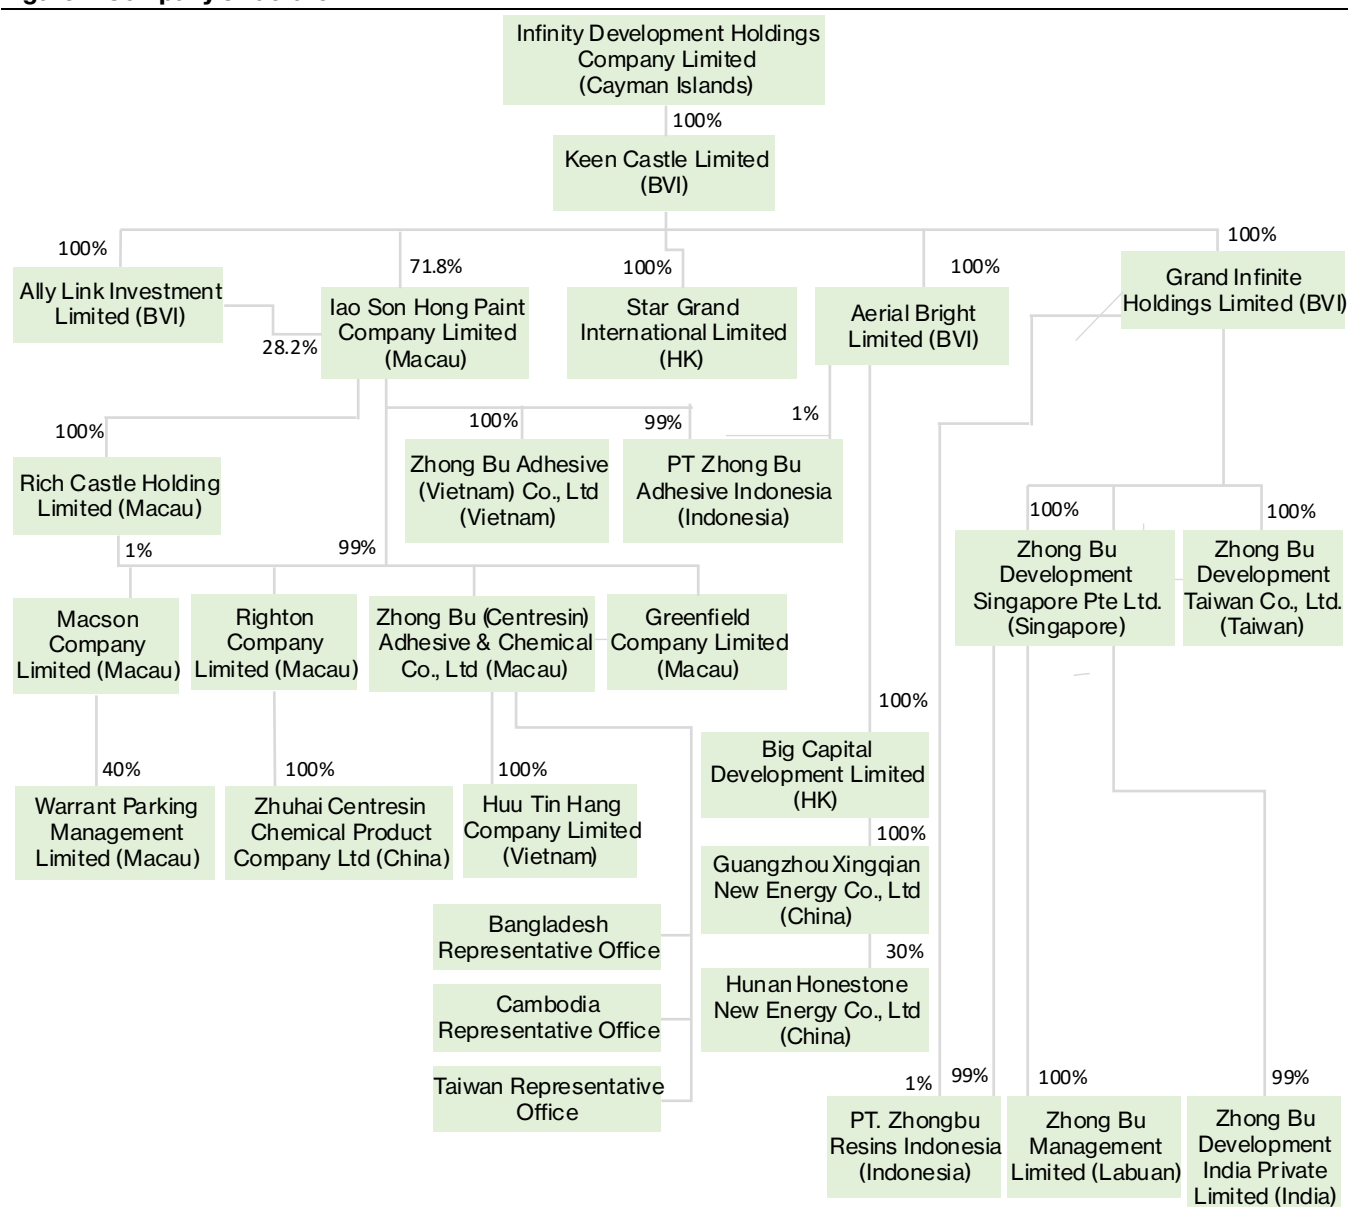 Infinity Development Holdings
Company Limited
(Cayman Islands)
100%
Keen Castle Limited
(BVI)
100%
Ally Link Investment
Limited (BVI)
71.8%
Iao Son Hong Paint
Company Limited
(Macau)
28.2%
100%
Star Grand
International Limited
(HK)
100%
Aerial Bright
Limited (BVI)
100%
Grand Infinite
Holdings Limited (BVI)
100%
Rich Castle Holding
Limited (Macau)
100%
Zhong Bu Adhesive
(Vietnam) Co., Ltd
(Vietnam)
99%
1%
PT Zhong Bu
Adhesive Indonesia
(Indonesia)
100%
Zhong Bu
Development
Singapore Pte Ltd.
(Singapore)
100%
Zhong Bu
Development
Taiwan Co., Ltd.
(Taiwan)
1%
99%
Macson
Company
Limited (Macau)
Righton
Company
Limited (Macau)
Zhong Bu (Centresin)
Adhesive & Chemical
Co., Ltd (Macau)
Greenfield
Company Limited
(Macau)
40%
Warrant Parking
Management
Limited (Macau)
100%
Zhuhai Centresin
Chemical Product
Company Ltd (China)
100%
Huu Tin Hang
Company Limited
(Vietnam)
100%
Big Capital
Development Limited
(HK)
100%
Guangzhou Xingqian
New Energy Co., Ltd
(China)
30%
Hunan Honestone
New Energy Co., Ltd
(China)
Bangladesh
Representative Office
Cambodia
Representative Office
Taiwan Representative
Office
1%
99%
PT. Zhongbu
Resins Indonesia
(Indonesia)
100%
Zhong Bu
Management
Limited (Labuan)
99%
Zhong Bu
Development
India Private
Limited (India)